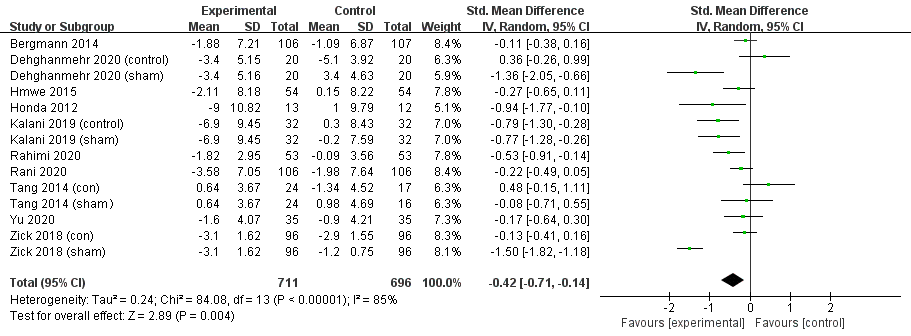 Experimental Control Std. Mean Difference Std. Mean Difference
Study or Subgroup Mean SD Total Mean SD Total Weight IV, Random, 95% CI IV, Random, 95% CI
Bergmann 2014 -1.88 7.21 106 -1.09 6.87 107 8.4% -0.11 [-0.38, 0.16]
Dehghanmehr 2020 (control) -3.4 5.15 20 -5.1 3.92 20 6.6% 0.36 [-0.26, 0.99]
Dehghanmehr 2020 (sham) -3.4 5.16 20 3.4 4.63 20 6.2% -1.36 [-2.05, -0.66]
Hmwe 2015 -2.11 8.18 54 0.15 8.22 54 7.9% -0.27 [-0.65, 0.11]
Honda 2012 -9 10.82 13 1 9.79 12 5.4% -0.94 [-1.77, -0.10]
Kalani 2019 (control) -6.9 9.45 32 0.3 8.43 32 7.2% -0.79 [-1.30, -0.28]
Kalani 2019 (sham) -6.9 9.45 32 -0.2 7.59 32 7.2% -0.77 [-1.28, -0.26]
Rahimi 2020 -1.82 2.95 53 -0.09 3.56 53 7.9% -0.53 [-0.91, -0.14]
Rani 2020 -3.58 7.05 106 -1.98 7.64 106 8.4% -0.22 [-0.49, 0.05]
Tang 2014 (con) 0.64 3.67 24 -1.34 4.52 17 6.6% 0.48 [-0.15, 1.11]
Tang 2014 (sham) 0.64 3.67 24 0.98 4.69 16 6.6% -0.08 [-0.71, 0.55]
Yu 2020 -1.6 4.07 35 -0.9 4.21 35 7.4% -0.17 [-0.64, 0.30]
Zick 2018 (con) -3.1 1.62 96 -2.9 1.55 96 8.3% -0.13 [-0.41, 0.16]
Zick 2018 (sham) -3.1 1.62 96 -1.2 0.75 96 8.2% -1.50 [-1.82, -1.18]
Total (95% CI) 711 696 100.0% -0.42 [-0.71, -0.14]
Heterogeneity: Tau² = 0.24; Chi² = 84.08, df = 13 (P < 0.00001); I² = 85%
Test for overall effect: Z = 2.89 (P = 0.004)
-2 -1 0 1 2
Favours [experimental] Favours [control]